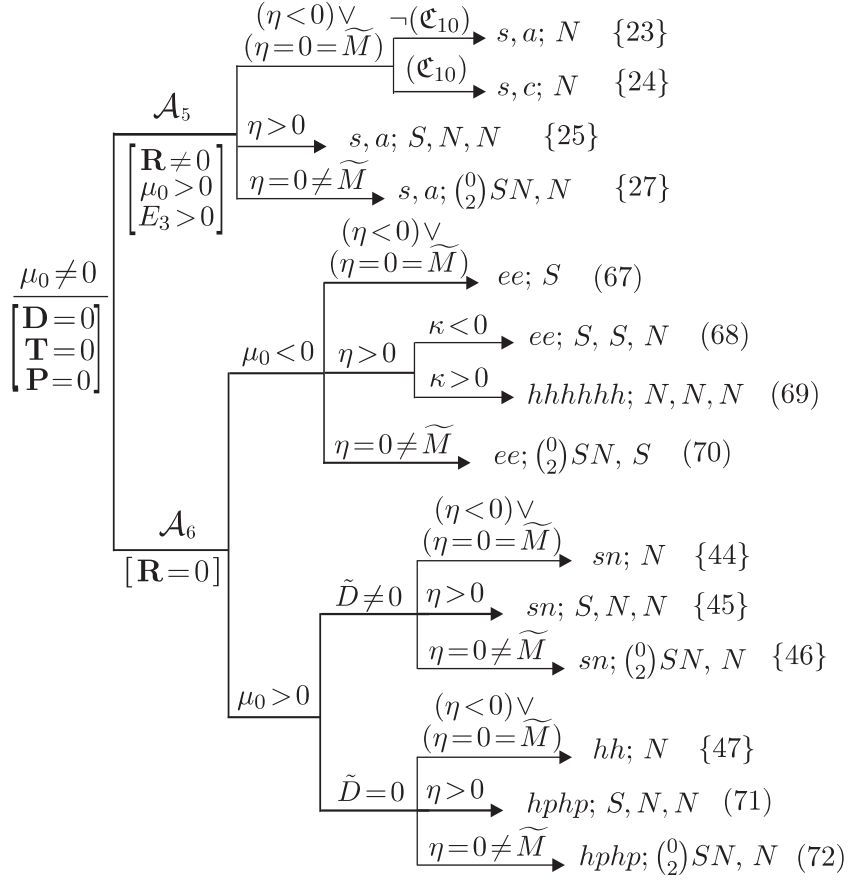 (η<0)∨
(η=0=M̃)
¬(ℭ₁₀)
s, a; N {23}
(ℭ₁₀)
s, c; N {24}
𝒜₅
[R≠0
μ₀>0
E₃>0]
η>0
s, a; S, N, N {25}
η=0≠M̃
s, a; (0 2)SN, N {27}
μ₀≠0
[D=0
T=0
P=0]
(η<0)∨
(η=0=M̃)
ee; S (67)
μ₀<0
η>0
κ<0
ee; S, S, N (68)
κ>0
hhhhhh; N, N, N (69)
η=0≠M̃
ee; (0 2)SN, S (70)
𝒜₆
[R=0]
(η<0)∨
(η=0=M̃)
sn; N {44}
D̃≠0
η>0
sn; S, N, N {45}
η=0≠M̃
sn; (0 2)SN, N {46}
μ₀>0
(η<0)∨
(η=0=M̃)
hh; N {47}
D̃=0
η>0
hphp; S, N, N (71)
η=0≠M̃
hphp; (0 2)SN, N (72)